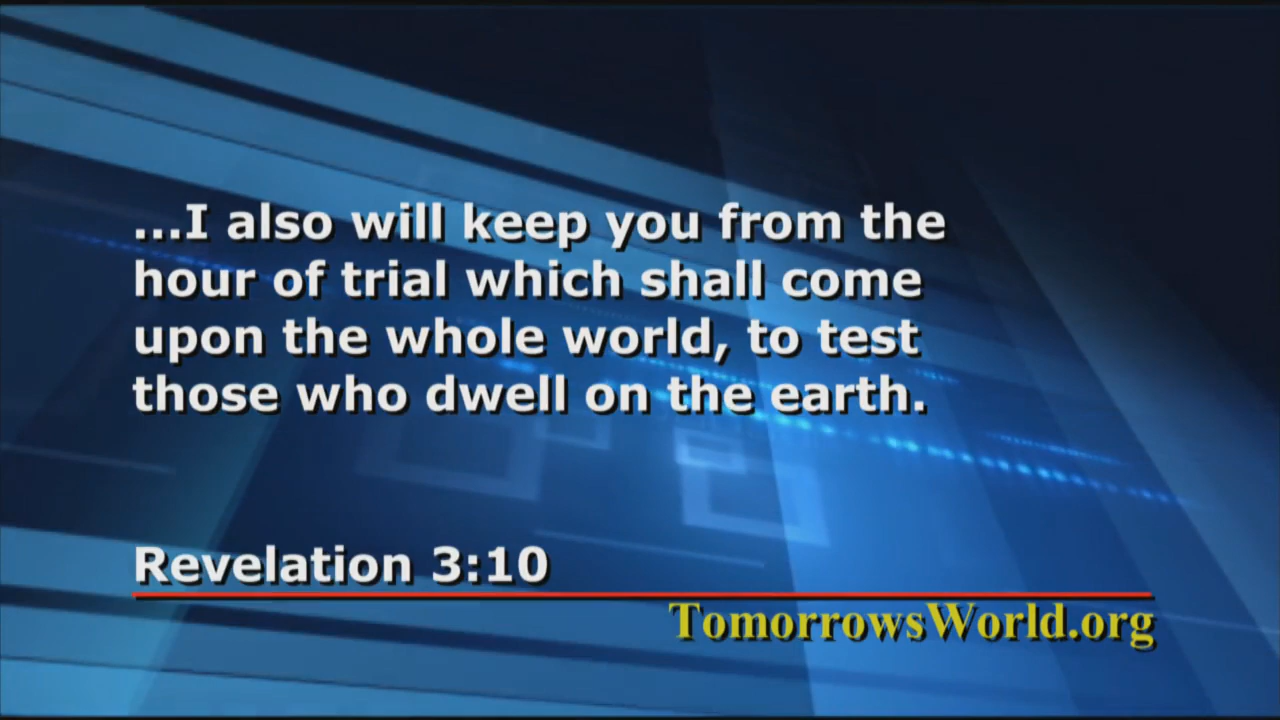 ...I also will keep you from the
hour of trial which shall come
upon the whole world, to test
those who dwell on the earth.
Revelation 3:10
TomorrowsWorld.org